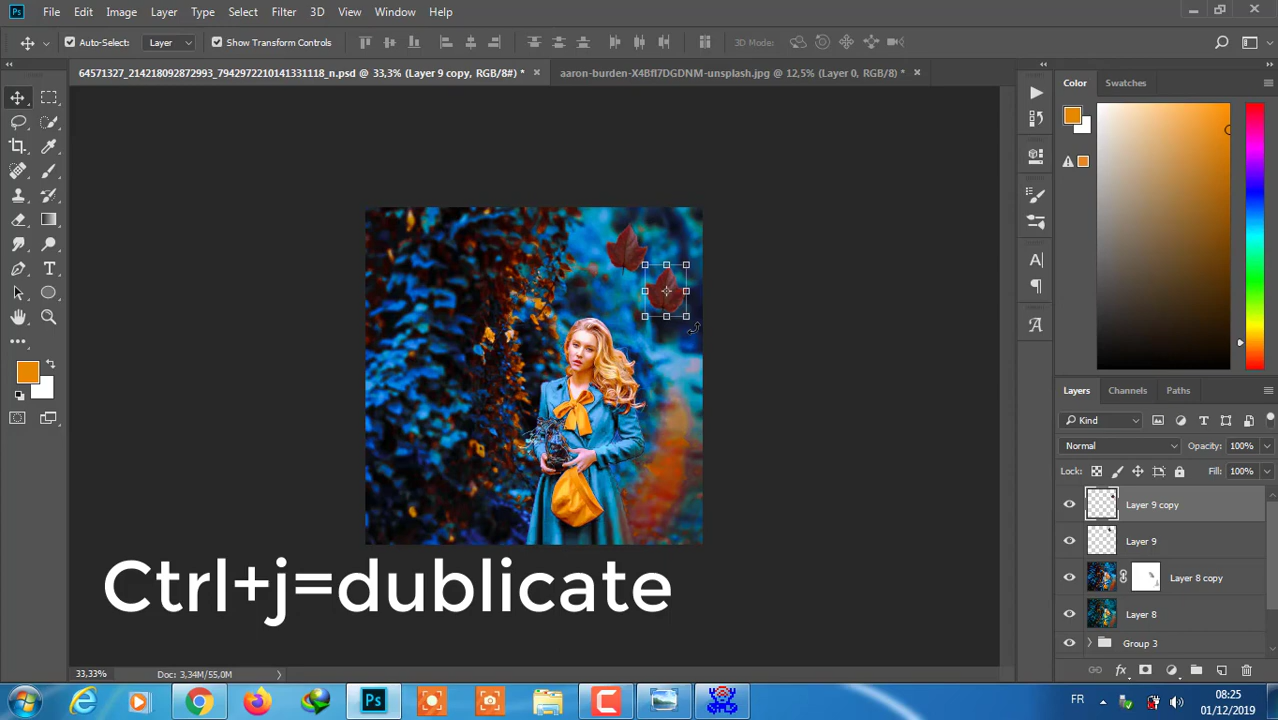 Ps File Edit Image Layer Type Select Filter 3D View Window Help
Auto-Select: Layer Show Transform Controls 3D Mode:
64571327_214218092872993_7942972210141331118_n.psd @ 33,3% (Layer 9 copy, RGB/8#) *
aaron-burden-X4BfI7DGDNM-unsplash.jpg @ 12,5% (Layer 0, RGB/8) *
Color Swatches
Layers Channels Paths
Kind
Normal Opacity: 100%
Lock: Fill: 100%
Layer 9 copy
Layer 9
Layer 8 copy
Layer 8
Group 3
Ctrl+j=dublicate
33,33% Doc: 3,34M/55,0M
Ps FR 08:25
01/12/2019